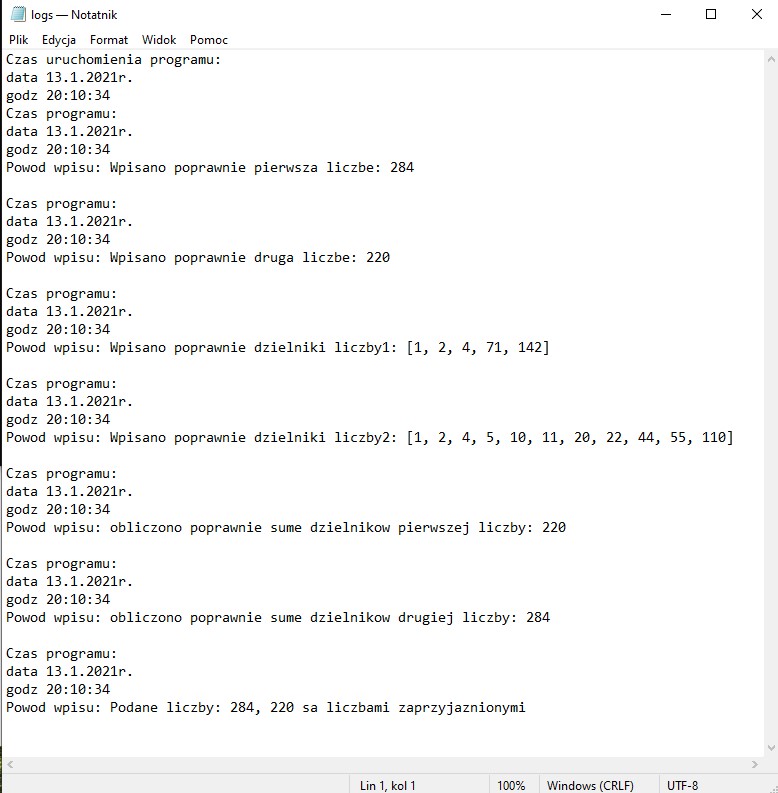 logs — Notatnik
Plik Edycja Format Widok Pomoc
Czas uruchomienia programu:
data 13.1.2021r.
godz 20:10:34
Czas programu:
data 13.1.2021r.
godz 20:10:34
Powod wpisu: Wpisano poprawnie pierwsza liczbe: 284

Czas programu:
data 13.1.2021r.
godz 20:10:34
Powod wpisu: Wpisano poprawnie druga liczbe: 220

Czas programu:
data 13.1.2021r.
godz 20:10:34
Powod wpisu: Wpisano poprawnie dzielniki liczby1: [1, 2, 4, 71, 142]

Czas programu:
data 13.1.2021r.
godz 20:10:34
Powod wpisu: Wpisano poprawnie dzielniki liczby2: [1, 2, 4, 5, 10, 11, 20, 22, 44, 55, 110]

Czas programu:
data 13.1.2021r.
godz 20:10:34
Powod wpisu: obliczono poprawnie sume dzielnikow pierwszej liczby: 220

Czas programu:
data 13.1.2021r.
godz 20:10:34
Powod wpisu: obliczono poprawnie sume dzielnikow drugiej liczby: 284

Czas programu:
data 13.1.2021r.
godz 20:10:34
Powod wpisu: Podane liczby: 284, 220 sa liczbami zaprzyjaznionymi
Lin 1, kol 1 100% Windows (CRLF) UTF-8